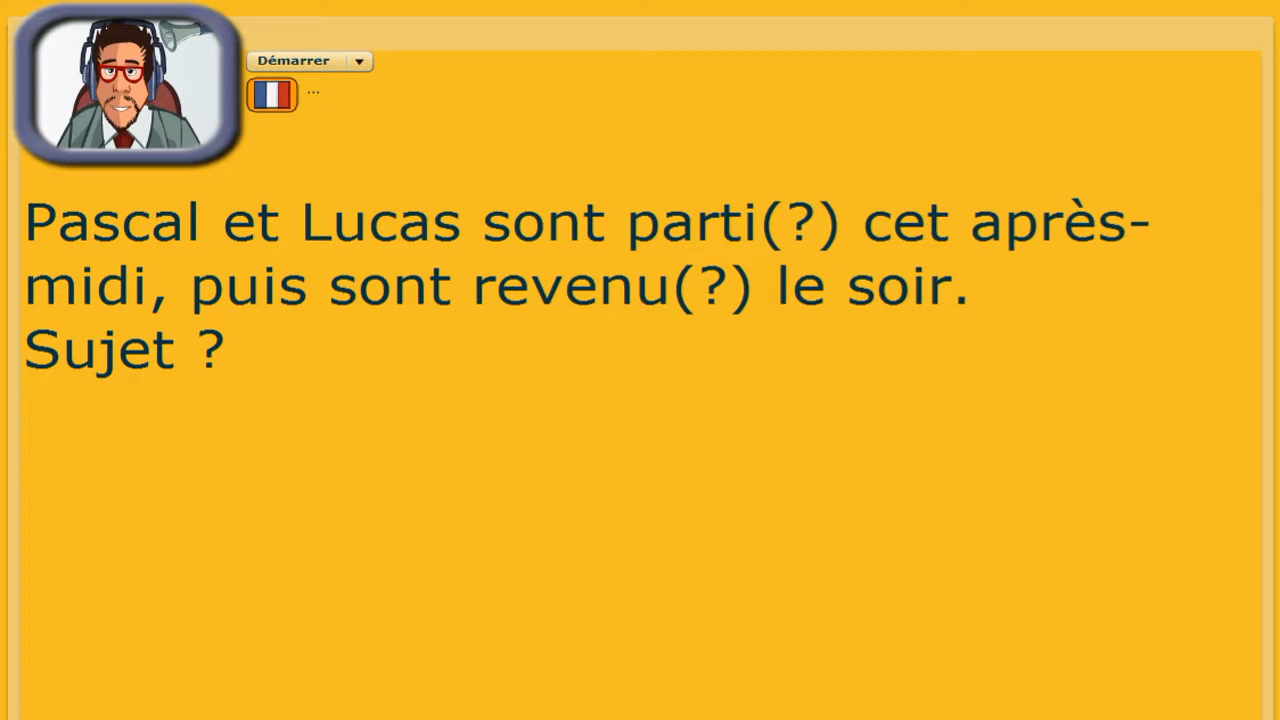 Démarrer
...
Pascal et Lucas sont parti(?) cet après-
midi, puis sont revenu(?) le soir.
Sujet ?